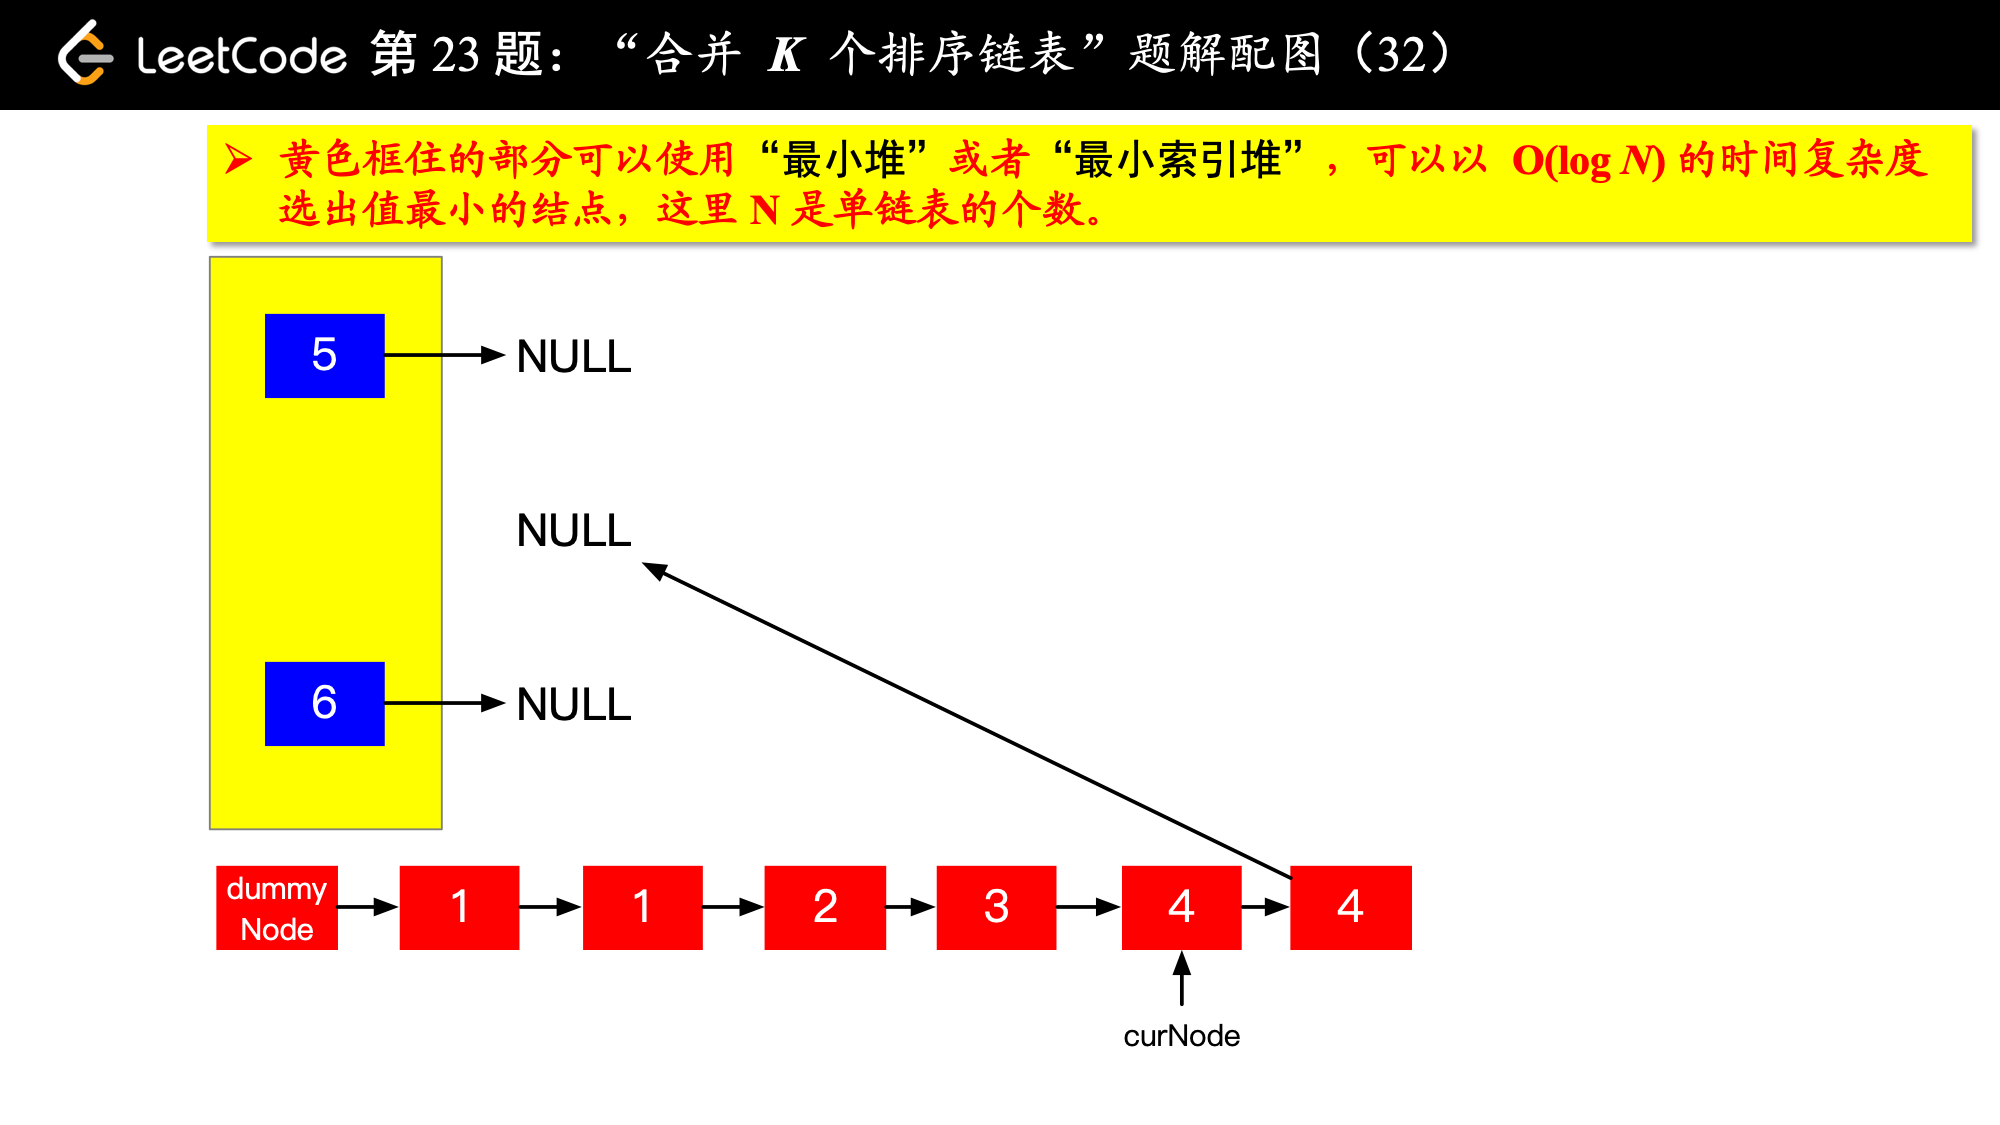 LeetCode 第 23 题：“合并 K 个排序链表”题解配图（32）
➢ 黄色框住的部分可以使用“最小堆”或者“最小索引堆”，可以以 O(log N) 的时间复杂度
选出值最小的结点，这里 N 是单链表的个数。
5 NULL
NULL
6 NULL
dummy
Node
1 1 2 3 4 4
curNode